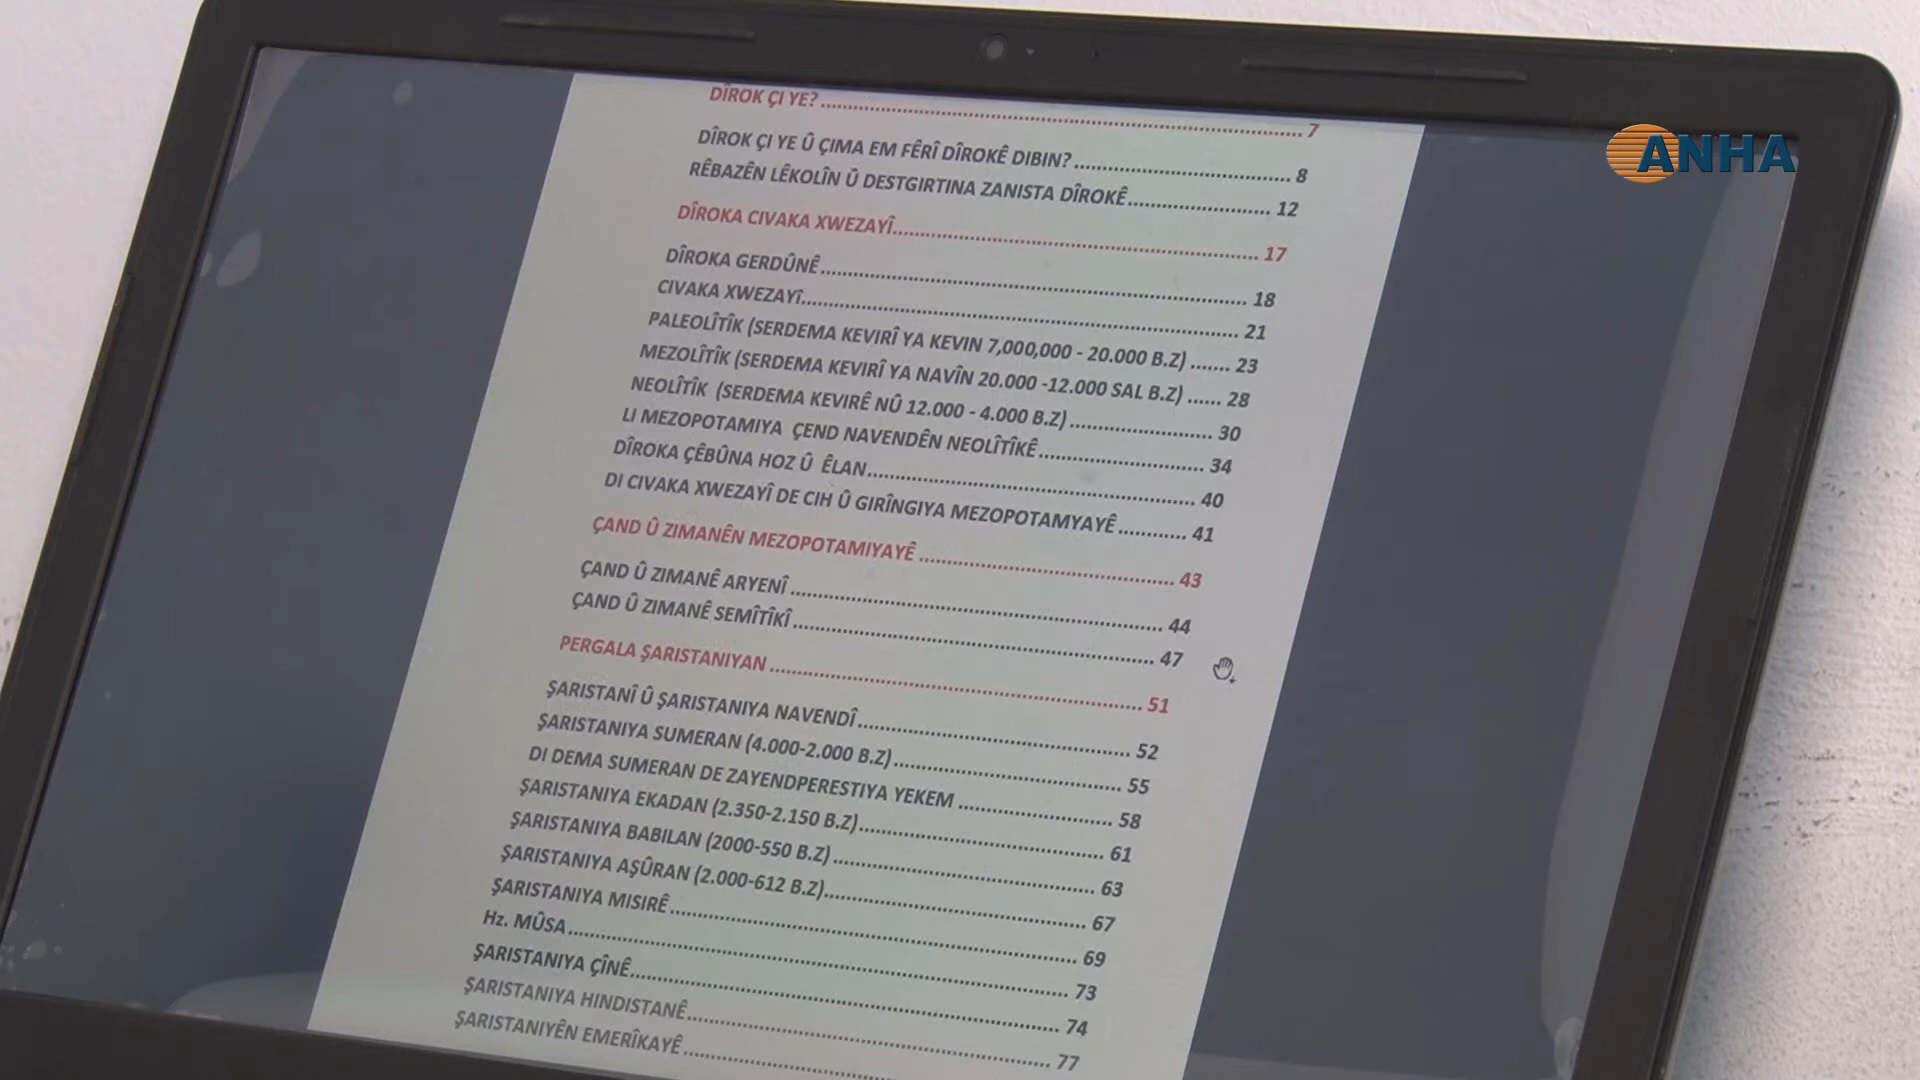 DÎROK ÇI YE? ........ 7
DÎROK ÇI YE Û ÇIMA EM FÊRÎ DÎROKÊ DIBIN? ........ 8
RÊBAZÊN LÊKOLÎN Û DESTGIRTINA ZANISTA DÎROKÊ ........ 12
DÎROKA CIVAKA XWEZAYÎ ........ 17
DÎROKA GERDÛNÊ ........ 18
CIVAKA XWEZAYÎ ........ 21
PALEOLÎTÎK (SERDEMA KEVIRÎ YA KEVIN 7,000,000 - 20.000 B.Z) ....... 23
MEZOLÎTÎK (SERDEMA KEVIRÎ YA NAVÎN 20.000 -12.000 SAL B.Z) ...... 28
NEOLÎTÎK (SERDEMA KEVIRÊ NÛ 12.000 - 4.000 B.Z) ........ 30
LI MEZOPOTAMIYA ÇEND NAVENDÊN NEOLÎTÎKÊ ........ 34
DÎROKA ÇÊBÛNA HOZ Û ÊLAN ........ 40
DI CIVAKA XWEZAYÎ DE CIH Û GIRÎNGIYA MEZOPOTAMYAYÊ ........ 41
ÇAND Û ZIMANÊN MEZOPOTAMIYAYÊ ........ 43
ÇAND Û ZIMANÊ ARYENÎ ........ 44
ÇAND Û ZIMANÊ SEMÎTÎKÎ ........ 47
PERGALA ŞARISTANIYAN ........ 51
ŞARISTANÎ Û ŞARISTANIYA NAVENDÎ ........ 52
ŞARISTANIYA SUMERAN (4.000-2.000 B.Z) ........ 55
DI DEMA SUMERAN DE ZAYENDPERESTIYA YEKEM ........ 58
ŞARISTANIYA EKADAN (2.350-2.150 B.Z) ........ 61
ŞARISTANIYA BABILAN (2000-550 B.Z) ........ 63
ŞARISTANIYA AŞÛRAN (2.000-612 B.Z) ........ 67
ŞARISTANIYA MISIRÊ ........ 69
Hz. MÛSA ........ 73
ŞARISTANIYA ÇÎNÊ ........ 74
ŞARISTANIYA HINDISTANÊ ........ 77
ŞARISTANIYÊN EMERÎKAYÊ ........
ANHA